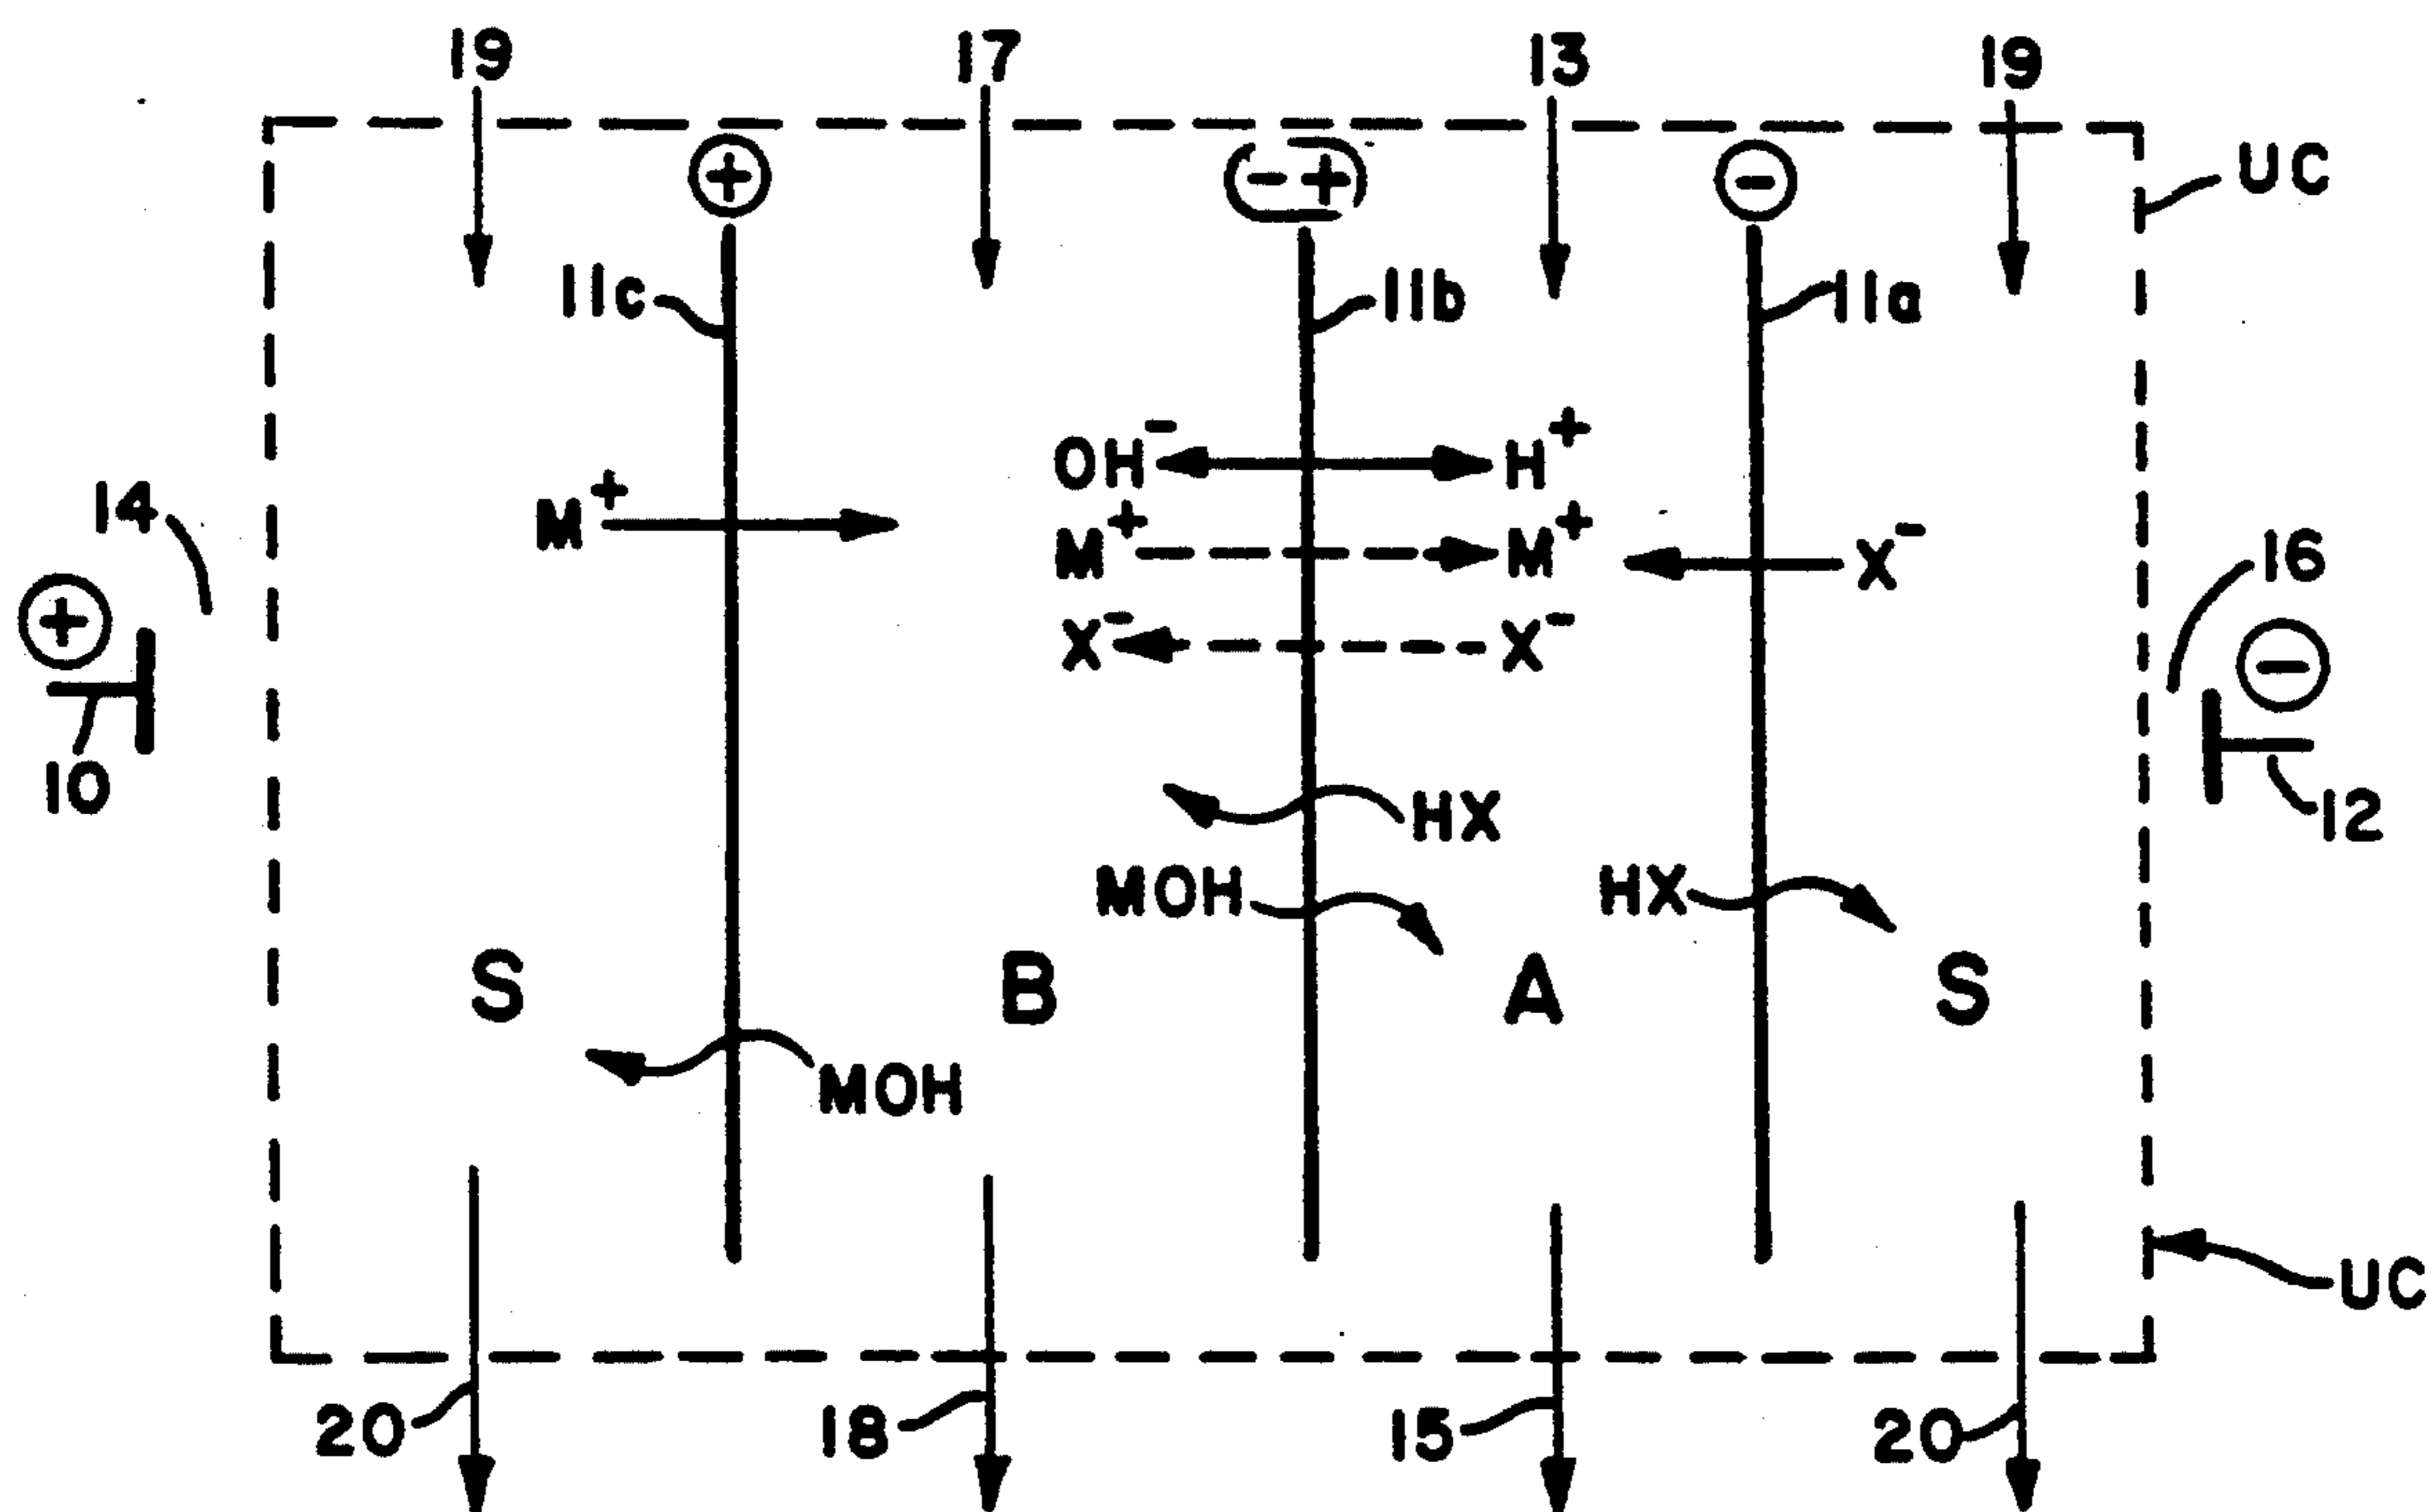 19 17 13 19
+ - + - UC
11c 11b 11a
OH⁻ H⁺
14 M⁺ M⁺ M⁺ X⁻ 16
+ X⁻ X⁻ -
10 HX 12
MOH HX
S B A S
MOH
UC
20 18 15 20